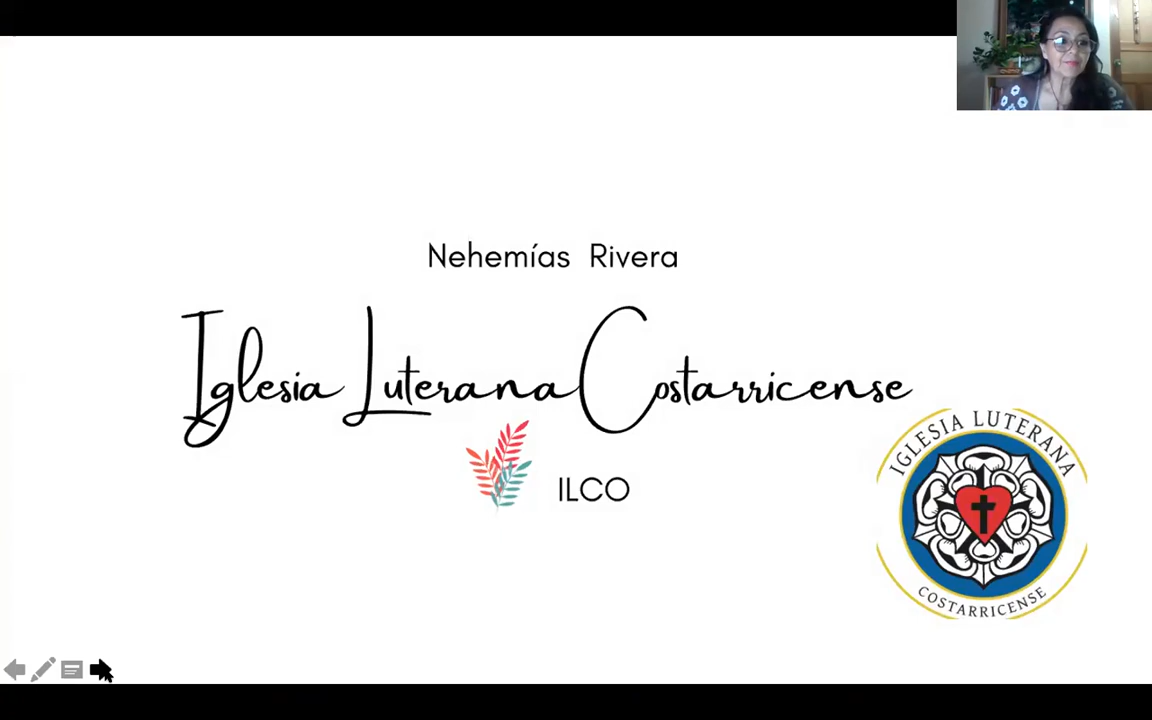 Nehemías Rivera
Iglesia Luterana Costarricense
ILCO
IGLESIA LUTERANA
COSTARRICENSE